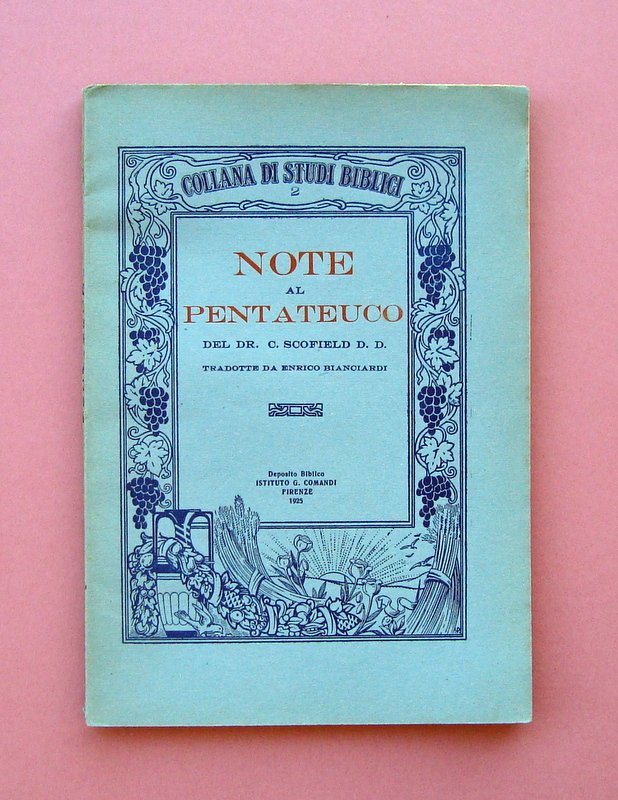 COLLANA DI STUDI BIBLICI
2
NOTE
AL
PENTATEUCO
DEL DR. C. SCOFIELD D. D.
TRADOTTE DA ENRICO BIANCIARDI
Deposito Biblico
ISTITUTO G. COMANDI
FIRENZE
1925